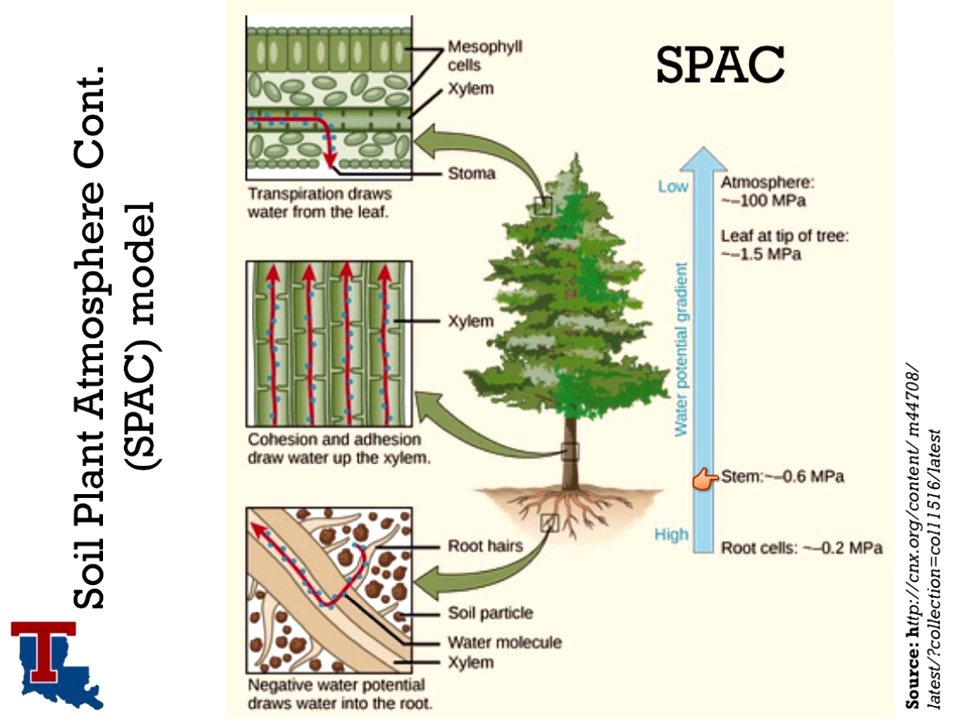 Soil Plant Atmosphere Cont.
(SPAC) model
SPAC
Mesophyll
cells
Xylem
Stoma
Transpiration draws
water from the leaf.
Xylem
Cohesion and adhesion
draw water up the xylem.
Root hairs
Soil particle
Water molecule
Xylem
Negative water potential
draws water into the root.
Low
Water potential gradient
High
Atmosphere:
~–100 MPa
Leaf at tip of tree:
~–1.5 MPa
Stem:~–0.6 MPa
Root cells: ~–0.2 MPa
Source: http://cnx.org/content/ m44708/
latest/?collection=col11516/latest
T